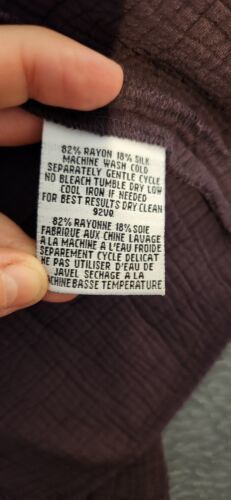 82% RAYON 18% SILK
MACHINE WASH COLD
SEPARATELY GENTLE CYCLE
NO BLEACH TUMBLE DRY LOW
COOL IRON IF NEEDED
FOR BEST RESULTS DRY CLEAN
92VQ
82% RAYONNE 18% SOIE
FABRIQUE AUX CHINE LAVAGE
A LA MACHINE A L'EAU FROIDE
SEPAREMENT CYCLE DELICAT
NE PAS UTILISER D'EAU DE
JAVEL SECHAGE A LA
CHINE BASSE TEMPERATURE